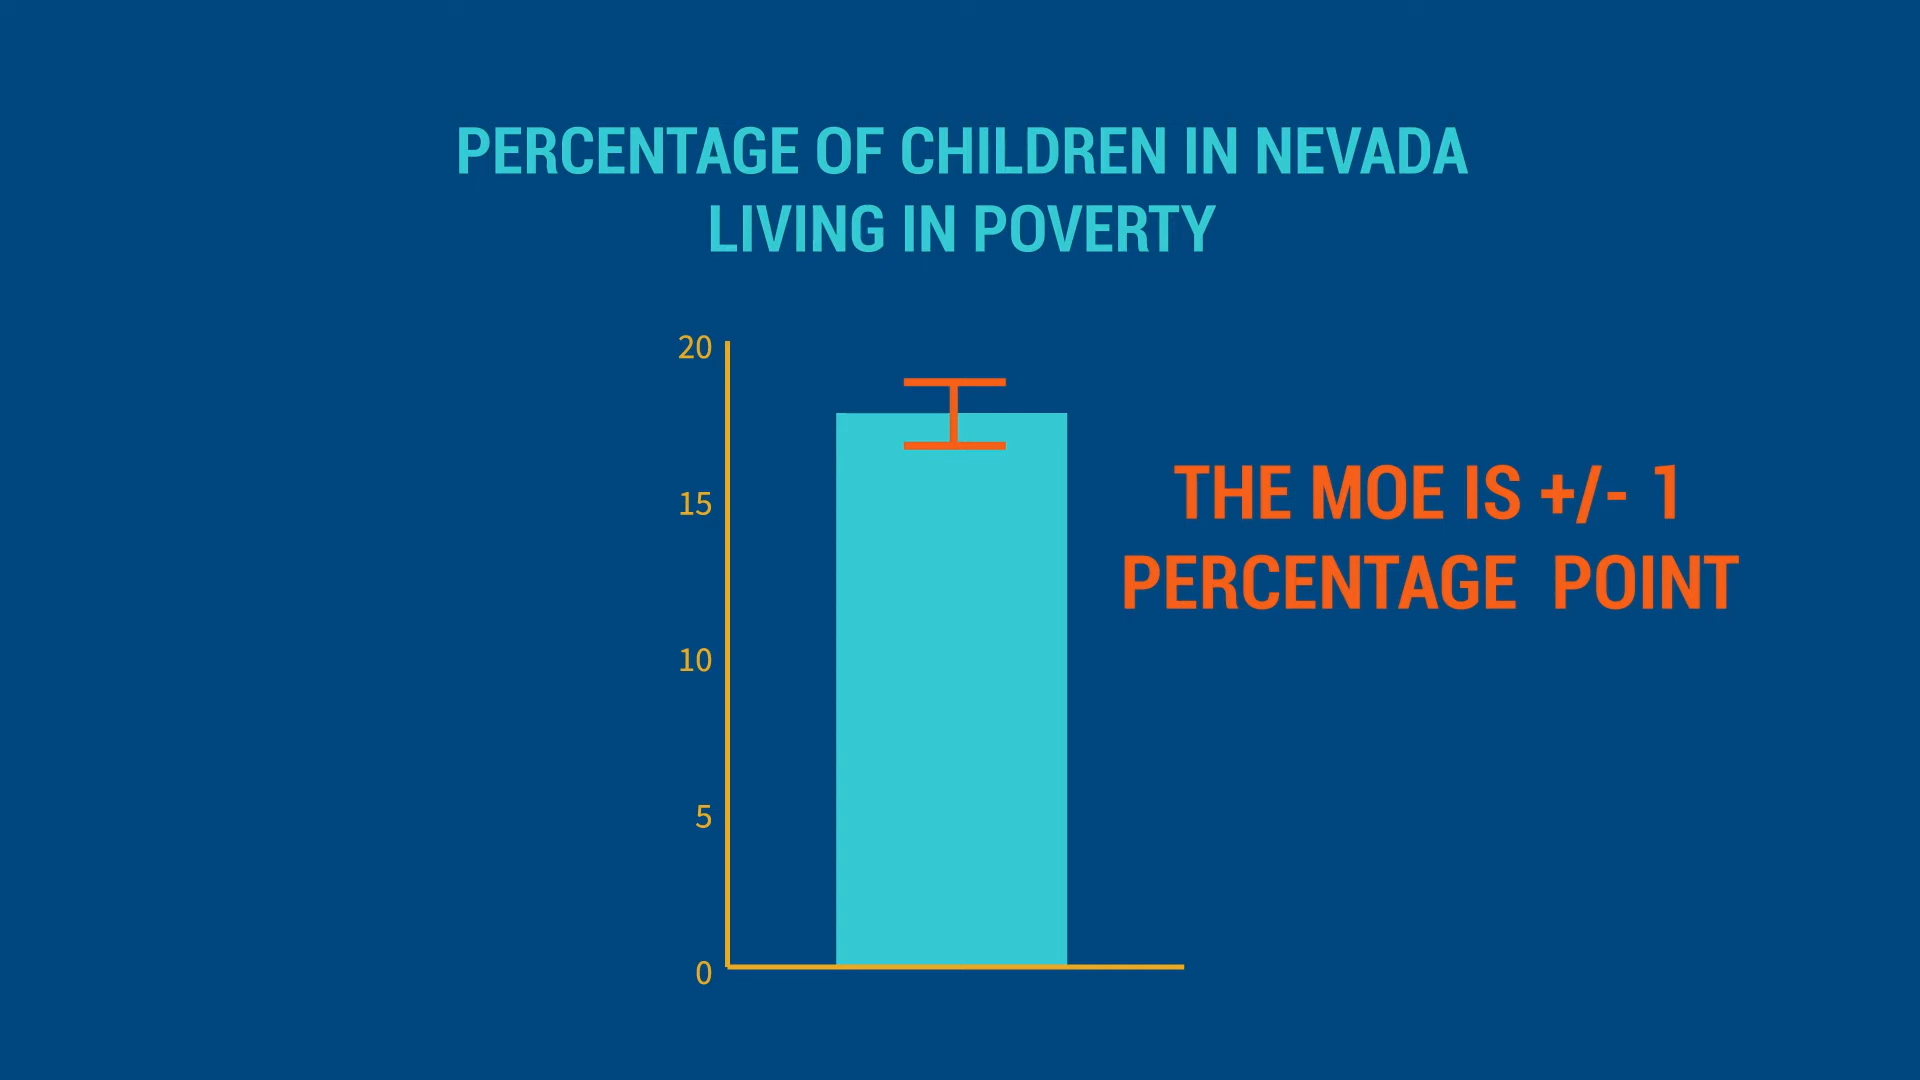 PERCENTAGE OF CHILDREN IN NEVADA
LIVING IN POVERTY
20
15
10
5
0
THE MOE IS +/- 1
PERCENTAGE POINT